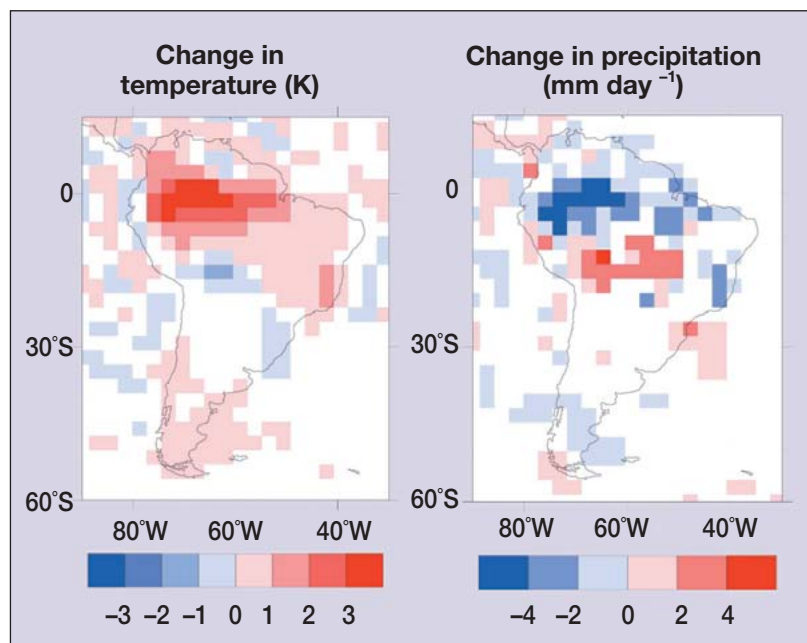 Change in
temperature (K)
0
30°S
60°S
80°W 60°W 40°W
−3 −2 −1 0 1 2 3
Change in precipitation
(mm day ⁻¹)
0
30°S
60°S
80°W 60°W 40°W
−4 −2 0 2 4